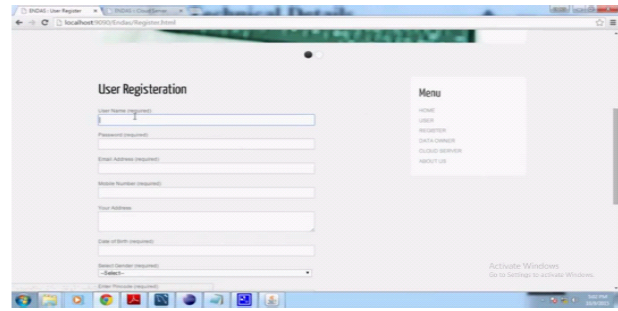 ENDAS - User Register
ENDAS :: Cloud Server
Technical Details
localhost:9090/Endas/Register.html
User Registeration
User Name (required)
Password (required)
Email Address (required)
Mobile Number (required)
Your Address
Date of Birth (required)
Select Gender (required)
--Select--
Enter Pincode (required)
Menu
HOME
USER
REGISTER
DATA OWNER
CLOUD SERVER
ABOUT US
Activate Windows
Go to Settings to activate Windows.